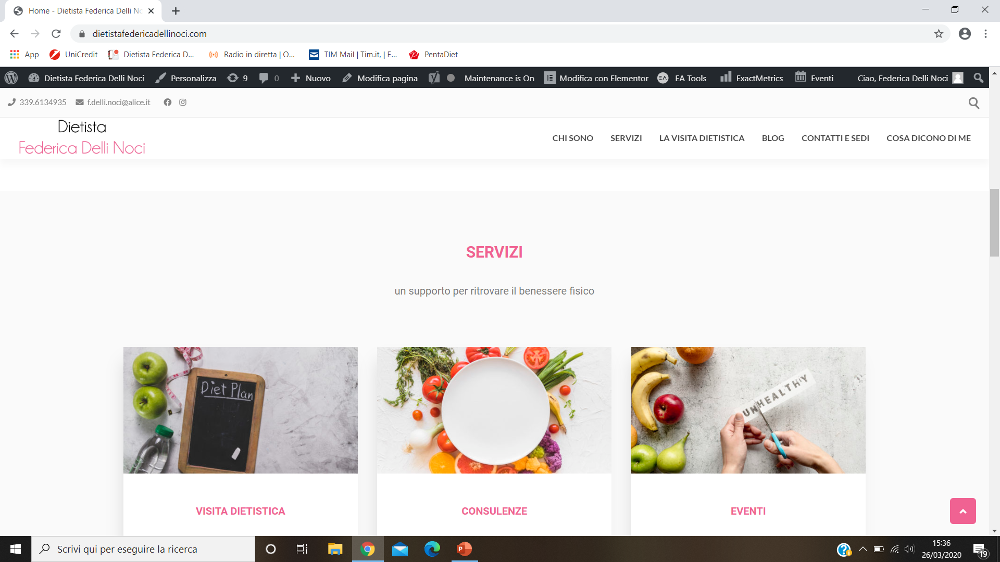 Home - Dietista Federica Delli No
dietistafedericadellinoci.com
App UniCredit Dietista Federica D... Radio in diretta | O... TIM Mail | Tim.it, | E... PentaDiet
Dietista Federica Delli Noci Personalizza 9 0 Nuovo Modifica pagina Maintenance is On Modifica con Elementor EA Tools ExactMetrics Eventi Ciao, Federica Delli Noci
339.6134935 f.delli.noci@alice.it
Dietista
Federica Delli Noci
CHI SONO SERVIZI LA VISITA DIETISTICA BLOG CONTATTI E SEDI COSA DICONO DI ME
SERVIZI
un supporto per ritrovare il benessere fisico
Diet Plan
UNHEALTHY
VISITA DIETISTICA CONSULENZE EVENTI
Scrivi qui per eseguire la ricerca
15:36
26/03/2020
19